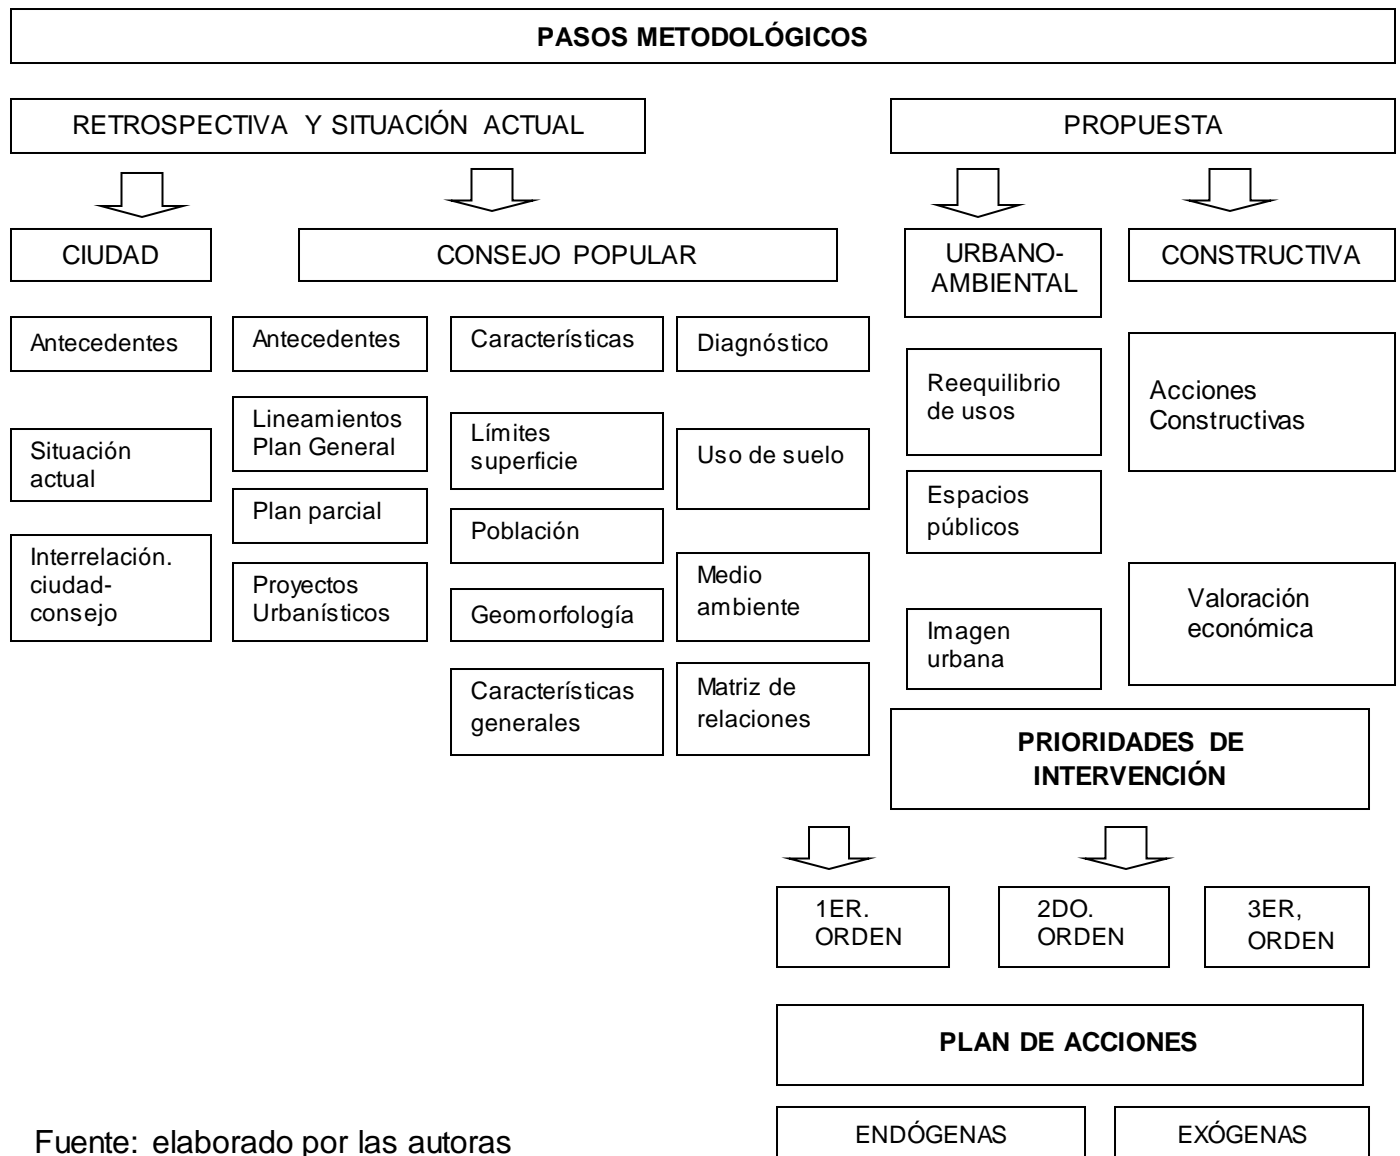 PASOS METODOLÓGICOS
RETROSPECTIVA Y SITUACIÓN ACTUAL
PROPUESTA
CIUDAD
CONSEJO POPULAR
URBANO-
AMBIENTAL
CONSTRUCTIVA
Antecedentes
Situación
actual
Interrelación.
ciudad-
consejo
Antecedentes
Lineamientos
Plan General
Plan parcial
Proyectos
Urbanísticos
Características
Límites
superficie
Población
Geomorfología
Características
generales
Diagnóstico
Uso de suelo
Medio
ambiente
Matriz de
relaciones
Reequilibrio
de usos
Espacios
públicos
Imagen
urbana
Acciones
Constructivas
Valoración
económica
PRIORIDADES DE
INTERVENCIÓN
1ER.
ORDEN
2DO.
ORDEN
3ER,
ORDEN
PLAN DE ACCIONES
ENDÓGENAS
EXÓGENAS
Fuente: elaborado por las autoras